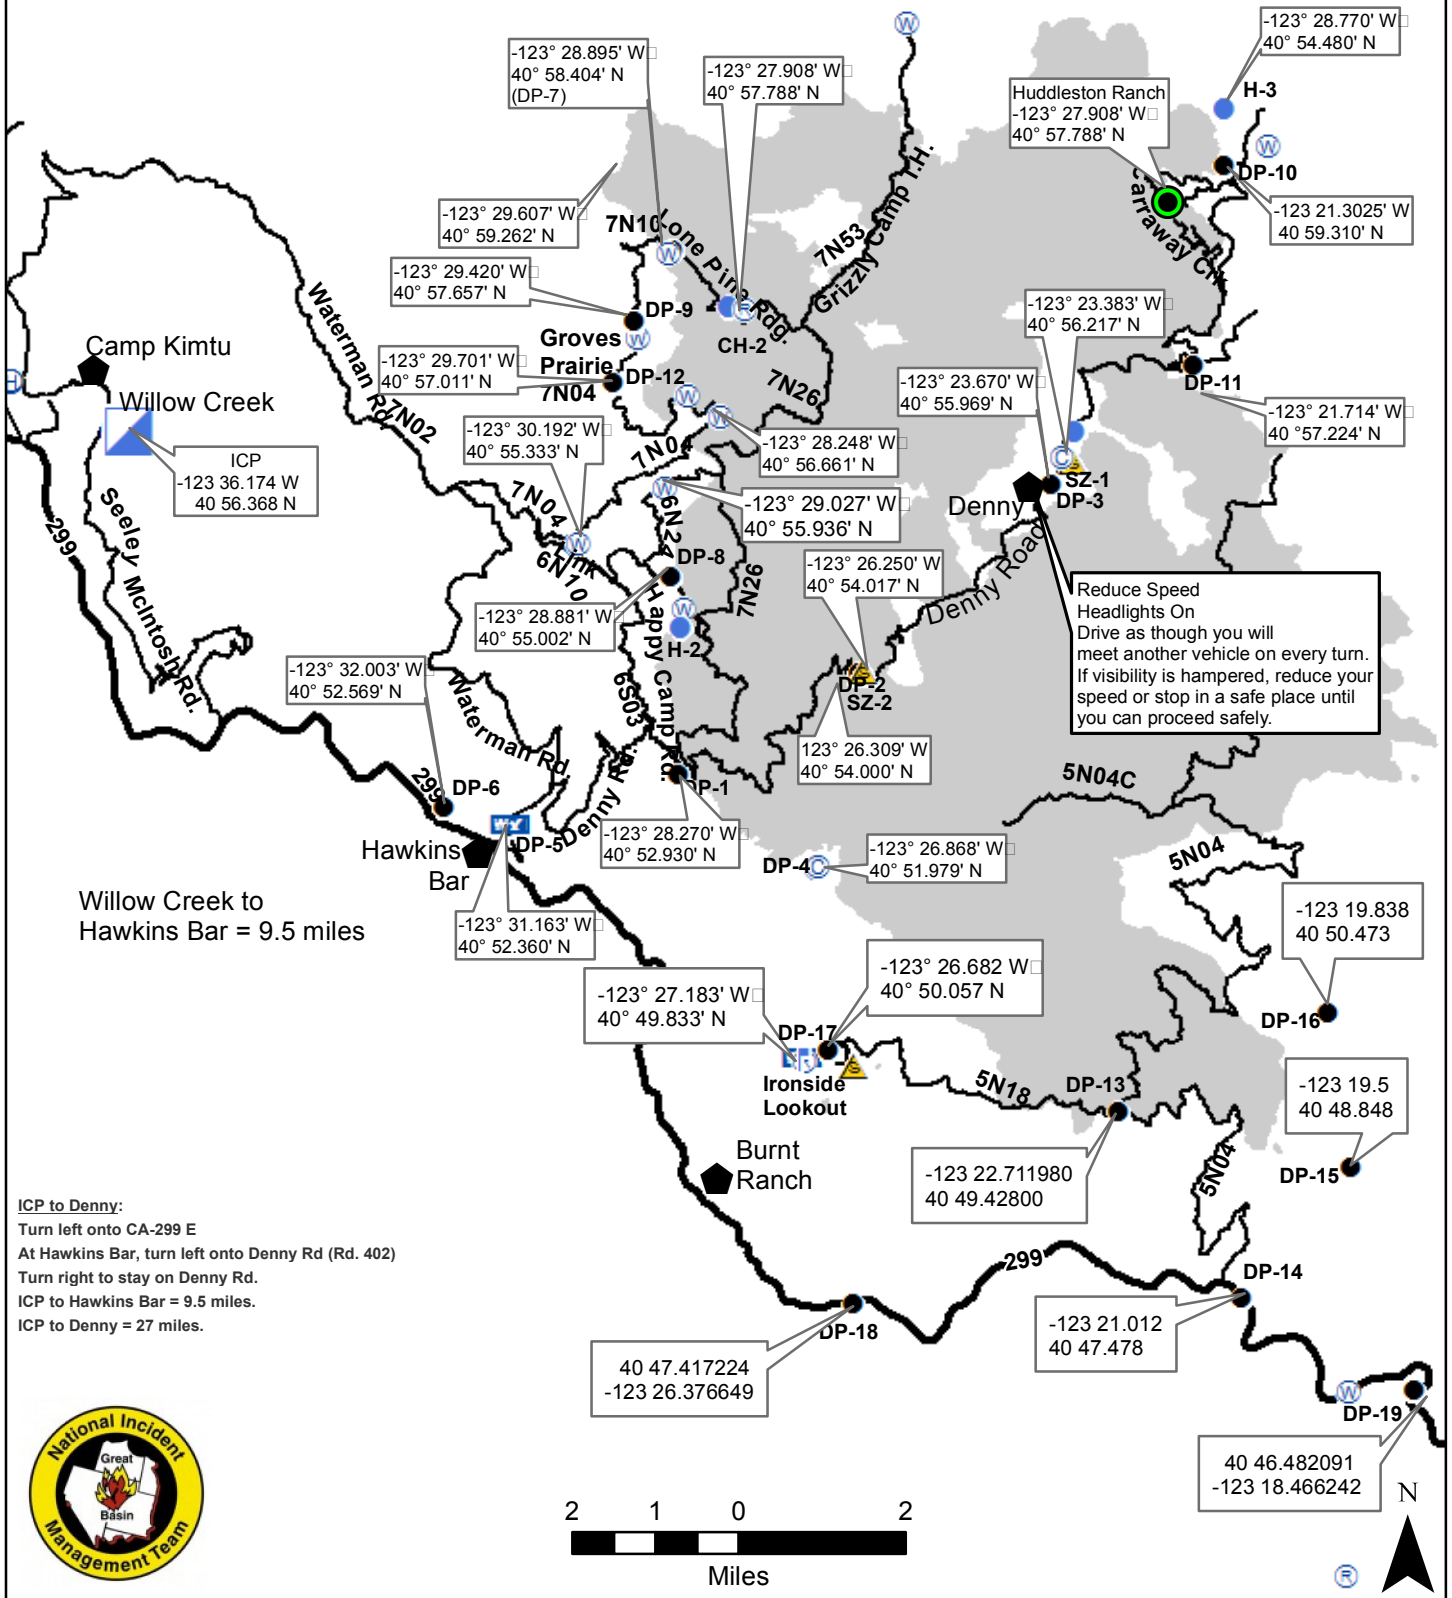 -123° 28.770' W
40° 54.480' N
H-3
-123° 28.895' W
40° 58.404' N
(DP-7)
-123° 27.908' W
40° 57.788' N
Huddleston Ranch
-123° 27.908' W
40° 57.788' N
DP-10
-123 21.3025' W
40 59.310' N
-123° 29.607' W
40° 59.262' N
7N10
Lone Pine Rdg.
7N53
Grizzly Camp T.H.
Carraway Ck.
-123° 29.420' W
40° 57.657' N
DP-9
Groves
Prairie
CH-2
-123° 23.383' W
40° 56.217' N
Waterman Rd.
7N02
Camp Kimtu
Willow Creek
-123° 29.701' W
40° 57.011' N
DP-12
7N04
7N26
-123° 23.670' W
40° 55.969' N
DP-11
-123° 21.714' W
40 °57.224' N
ICP
-123 36.174 W
40 56.368 N
-123° 30.192' W
40° 55.333' N
7N04
-123° 28.248' W
40° 56.661' N
SZ-1
DP-3
Denny
299
Seeley McIntosh Rd.
7N04
Link
6N10
6N24
-123° 29.027' W
40° 55.936' N
DP-8
7N26
-123° 26.250' W
40° 54.017' N
Denny Road
Reduce Speed
Headlights On
Drive as though you will
meet another vehicle on every turn.
If visibility is hampered, reduce your
speed or stop in a safe place until
you can proceed safely.
-123° 28.881' W
40° 55.002' N
Happy Camp Rd.
H-2
6S03
-123° 32.003' W
40° 52.569' N
Waterman Rd.
DP-2
SZ-2
123° 26.309' W
40° 54.000' N
5N04C
299
DP-6
DP-1
DP-5
Denny Rd.
Hawkins
Bar
-123° 28.270' W
40° 52.930' N
DP-4
-123° 26.868' W
40° 51.979' N
5N04
Willow Creek to
Hawkins Bar = 9.5 miles
-123° 31.163' W
40° 52.360' N
-123 19.838
40 50.473
DP-16
-123° 27.183' W
40° 49.833' N
-123° 26.682 W
40° 50.057 N
DP-17
Ironside
Lookout
5N18
DP-13
-123 19.5
40 48.848
DP-15
Burnt
Ranch
-123 22.711980
40 49.42800
5N04
ICP to Denny:
Turn left onto CA-299 E
At Hawkins Bar, turn left onto Denny Rd (Rd. 402)
Turn right to stay on Denny Rd.
ICP to Hawkins Bar = 9.5 miles.
ICP to Denny = 27 miles.
299
DP-14
DP-18
-123 21.012
40 47.478
40 47.417224
-123 26.376649
DP-19
40 46.482091
-123 18.466242
National Incident
Great
Basin
Management Team
2 1 0 2
Miles
N
R